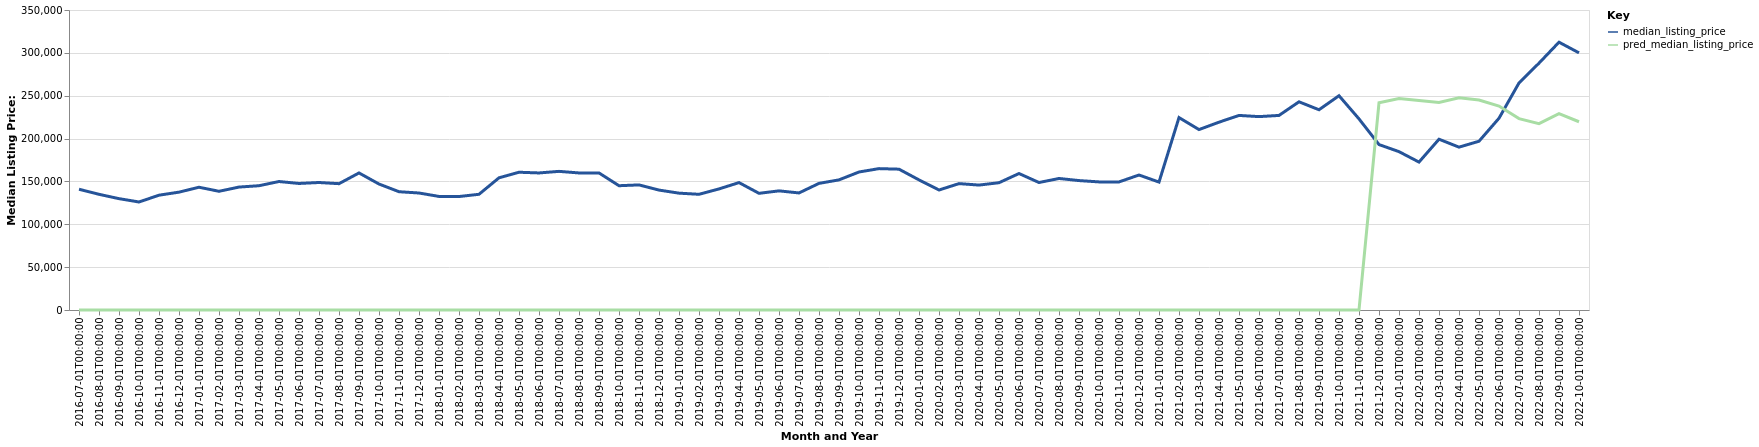 350,000
300,000
250,000
200,000
150,000
100,000
50,000
0
Median Listing Price:
2016-07-01T00:00:00
2016-08-01T00:00:00
2016-09-01T00:00:00
2016-10-01T00:00:00
2016-11-01T00:00:00
2016-12-01T00:00:00
2017-01-01T00:00:00
2017-02-01T00:00:00
2017-03-01T00:00:00
2017-04-01T00:00:00
2017-05-01T00:00:00
2017-06-01T00:00:00
2017-07-01T00:00:00
2017-08-01T00:00:00
2017-09-01T00:00:00
2017-10-01T00:00:00
2017-11-01T00:00:00
2017-12-01T00:00:00
2018-01-01T00:00:00
2018-02-01T00:00:00
2018-03-01T00:00:00
2018-04-01T00:00:00
2018-05-01T00:00:00
2018-06-01T00:00:00
2018-07-01T00:00:00
2018-08-01T00:00:00
2018-09-01T00:00:00
2018-10-01T00:00:00
2018-11-01T00:00:00
2018-12-01T00:00:00
2019-01-01T00:00:00
2019-02-01T00:00:00
2019-03-01T00:00:00
2019-04-01T00:00:00
2019-05-01T00:00:00
2019-06-01T00:00:00
2019-07-01T00:00:00
2019-08-01T00:00:00
2019-09-01T00:00:00
2019-10-01T00:00:00
2019-11-01T00:00:00
2019-12-01T00:00:00
2020-01-01T00:00:00
2020-02-01T00:00:00
2020-03-01T00:00:00
2020-04-01T00:00:00
2020-05-01T00:00:00
2020-06-01T00:00:00
2020-07-01T00:00:00
2020-08-01T00:00:00
2020-09-01T00:00:00
2020-10-01T00:00:00
2020-11-01T00:00:00
2020-12-01T00:00:00
2021-01-01T00:00:00
2021-02-01T00:00:00
2021-03-01T00:00:00
2021-04-01T00:00:00
2021-05-01T00:00:00
2021-06-01T00:00:00
2021-07-01T00:00:00
2021-08-01T00:00:00
2021-09-01T00:00:00
2021-10-01T00:00:00
2021-11-01T00:00:00
2021-12-01T00:00:00
2022-01-01T00:00:00
2022-02-01T00:00:00
2022-03-01T00:00:00
2022-04-01T00:00:00
2022-05-01T00:00:00
2022-06-01T00:00:00
2022-07-01T00:00:00
2022-08-01T00:00:00
2022-09-01T00:00:00
2022-10-01T00:00:00
Month and Year
Key
median_listing_price
pred_median_listing_price